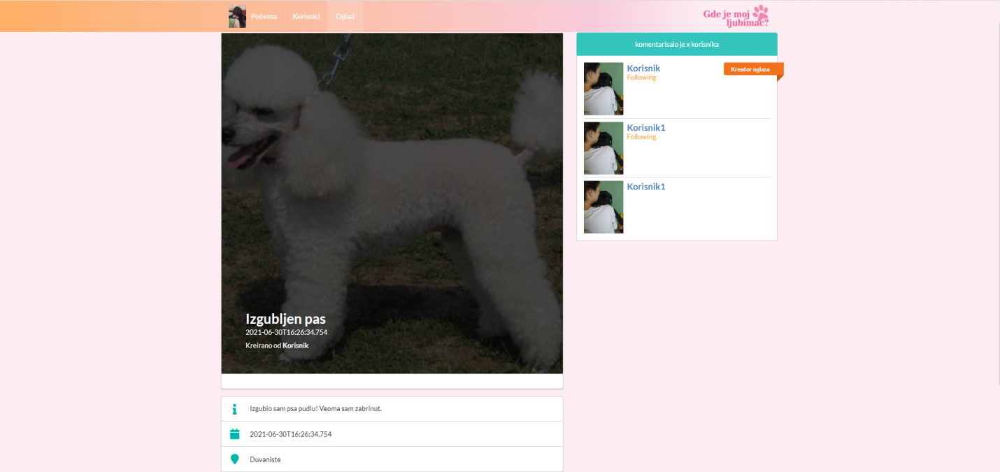 Početna Korisnici Oglasi
Gde je moj
ljubimac?
Izgubljen pas
2021-06-30T16:26:34.754
Kreirano od Korisnik
Izgubio sam psa pudlu! Veoma sam zabrinut.
2021-06-30T16:26:34.754
Duvaniste
komentarisalo je x korisnika
Korisnik
Kreator oglasa
Following
Korisnik1
Following
Korisnik1